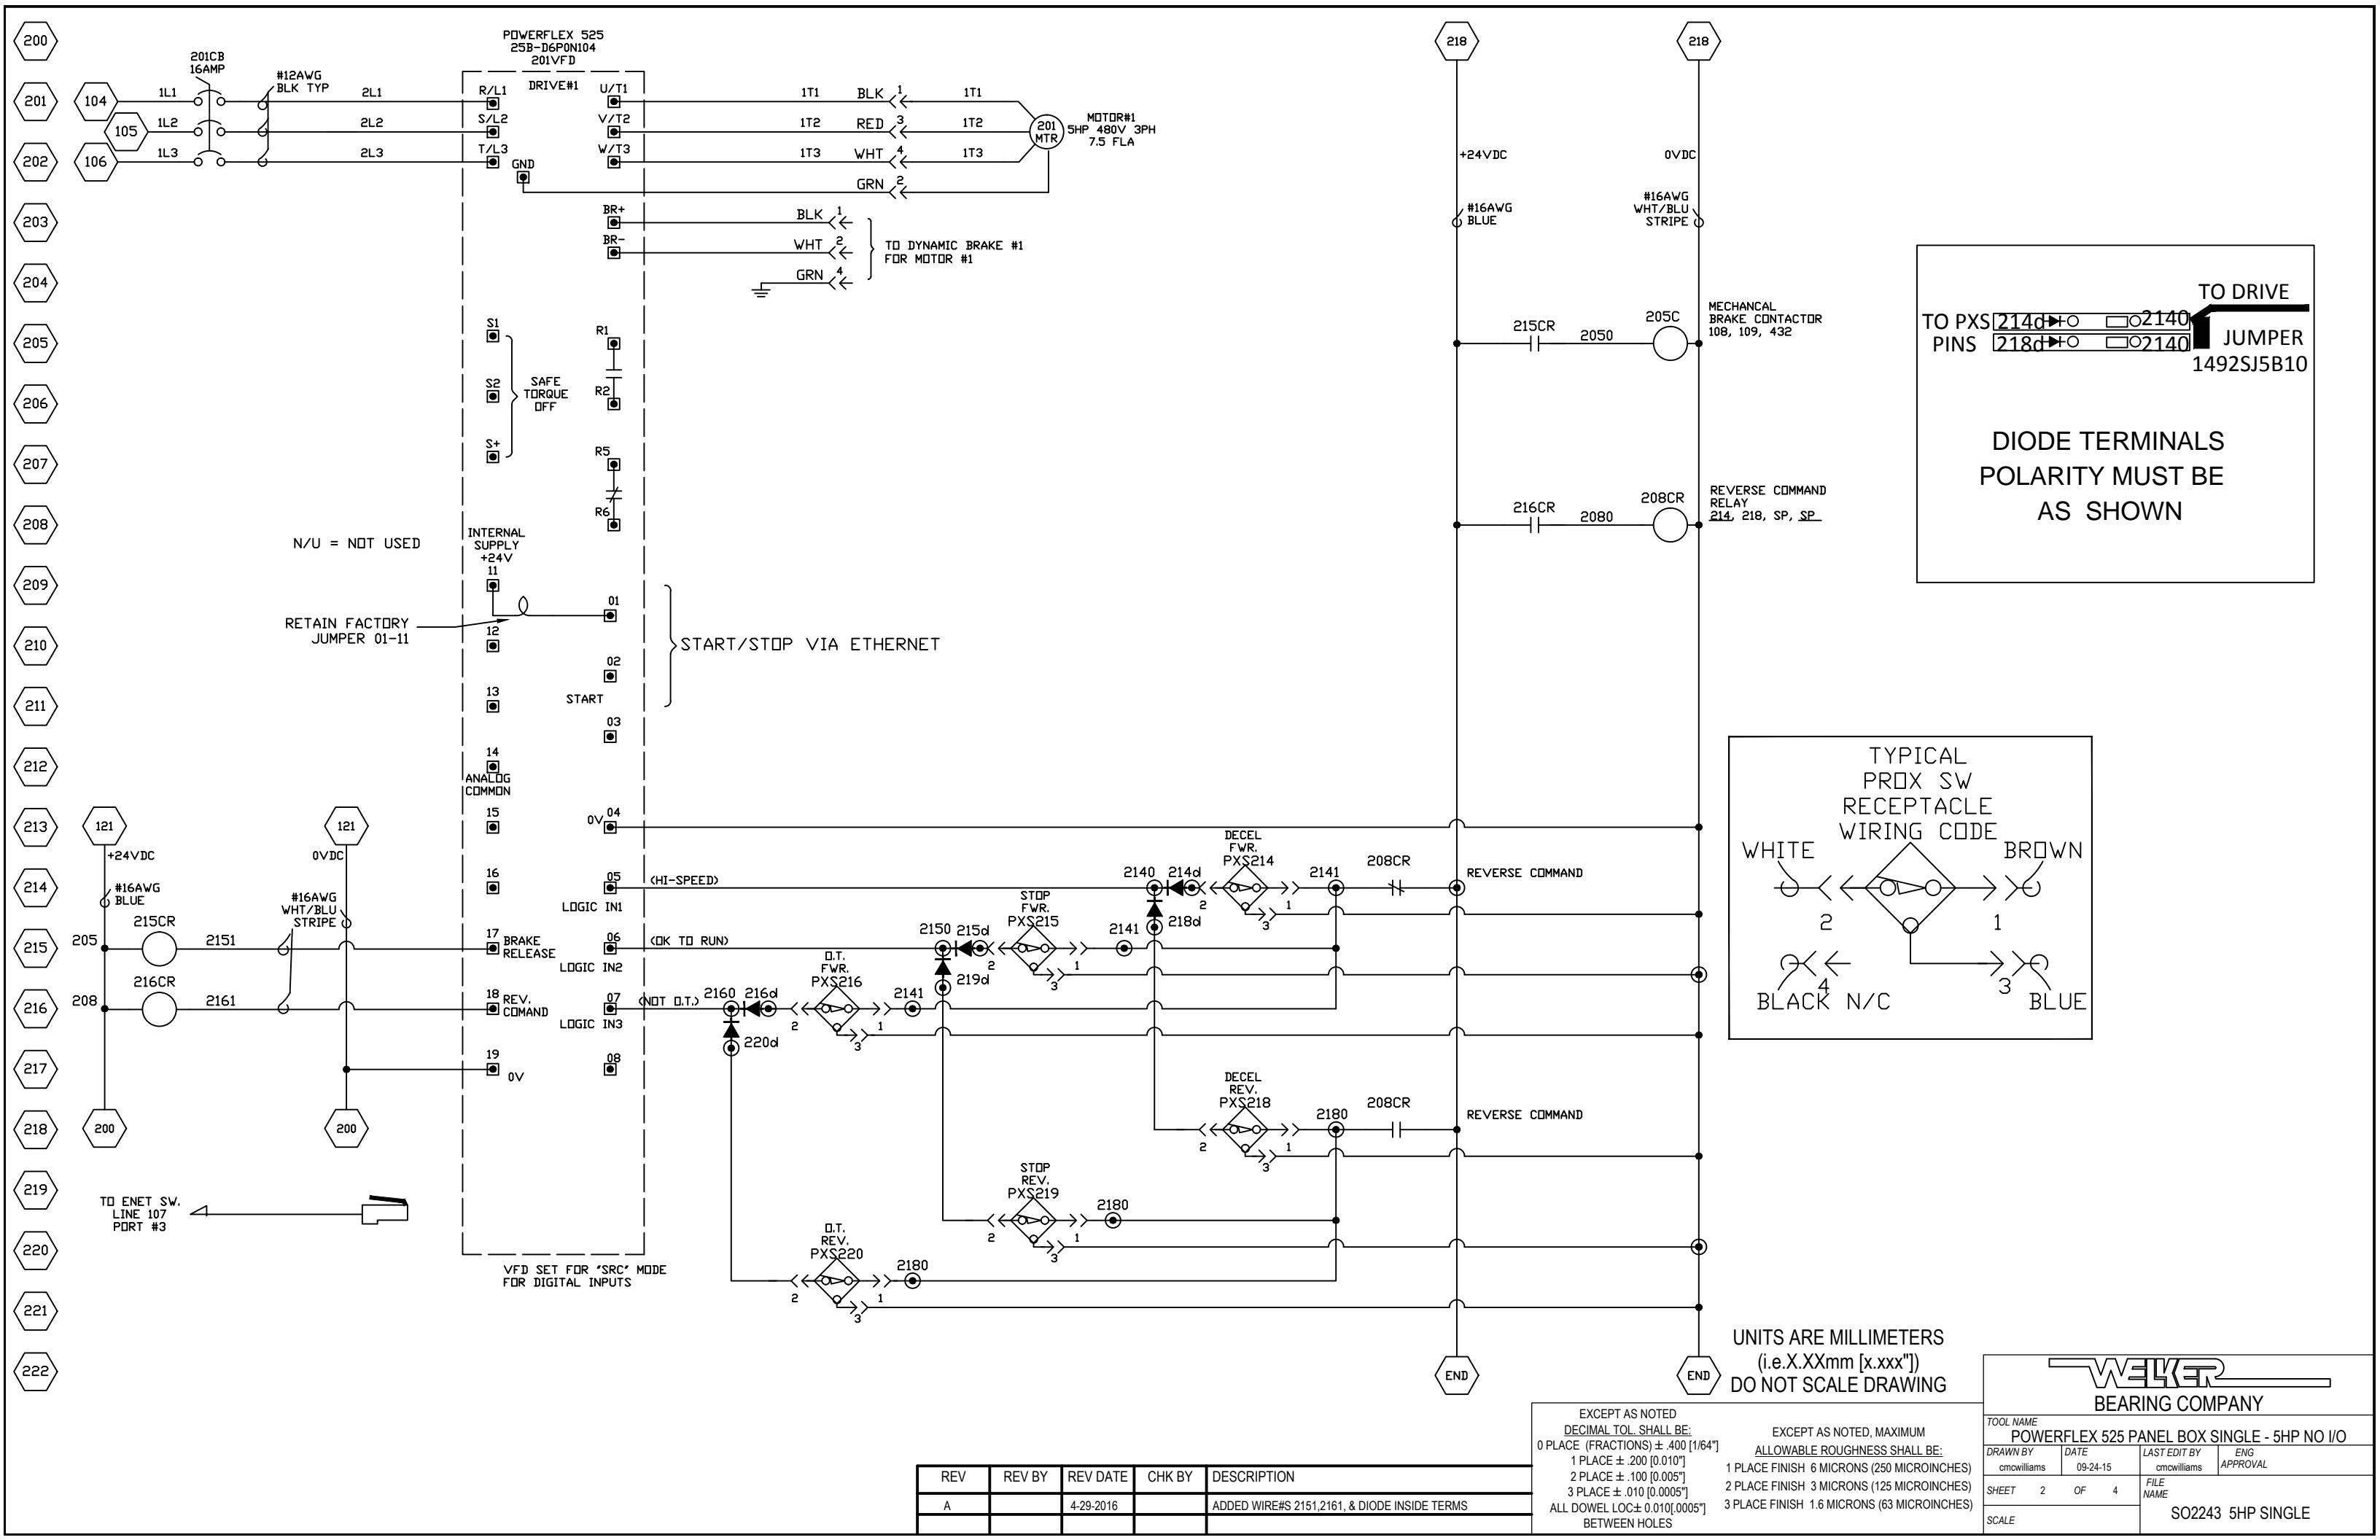 200
201
202
203
204
205
206
207
208
209
210
211
212
213
214
215
216
217
218
219
220
221
222
104
105
106
201CB
16AMP
#12AWG
BLK TYP
1L1
1L2
1L3
2L1
2L2
2L3
POWERFLEX 525
25B-D6P0N104
201VFD
DRIVE#1
R/L1
S/L2
T/L3
GND
U/T1
V/T2
W/T3
1T1 BLK 1 1T1
1T2 RED 3 1T2
1T3 WHT 4 1T3
GRN 2
201
MTR
MOTOR#1
5HP 480V 3PH
7.5 FLA
BR+
BR-
BLK 1
WHT 2
GRN 4
TO DYNAMIC BRAKE #1
FOR MOTOR #1
S1
S2
S+
SAFE
TORQUE
OFF
R1
R2
R5
R6
N/U = NOT USED
INTERNAL
SUPPLY
+24V
11
01
RETAIN FACTORY
JUMPER 01-11
12
02
START/STOP VIA ETHERNET
13
START
03
14
ANALOG
COMMON
15
0V 04
16
05
(HI-SPEED)
LOGIC IN1
17 BRAKE
RELEASE
06
(OK TO RUN)
LOGIC IN2
18 REV.
COMAND
07
(NOT O.T.)
LOGIC IN3
19
0V
08
VFD SET FOR "SRC" MODE
FOR DIGITAL INPUTS
121
121
+24VDC
0VDC
#16AWG
BLUE
#16AWG
WHT/BLU
STRIPE
205
215CR
2151
208
216CR
2161
200
200
TO ENET SW.
LINE 107
PORT #3
218
218
+24VDC
0VDC
#16AWG
BLUE
#16AWG
WHT/BLU
STRIPE
215CR
2050
205C
MECHANCAL
BRAKE CONTACTOR
108, 109, 432
216CR
2080
208CR
REVERSE COMMAND
RELAY
214, 218, SP, SP
DECEL
FWR.
PXS214
2140 214d
2
1
3
2141
208CR
REVERSE COMMAND
218d
STOP
FWR.
PXS215
2150 215d
2
1
3
2141
219d
O.T.
FWR.
PXS216
2160 216d
2
1
3
2141
220d
DECEL
REV.
PXS218
2
1
3
2180
208CR
REVERSE COMMAND
STOP
REV.
PXS219
2
1
3
2180
O.T.
REV.
PXS220
2
1
3
2180
END
END
TO DRIVE
TO PXS
PINS
214d 2140
218d 2140
JUMPER
1492SJ5B10
DIODE TERMINALS
POLARITY MUST BE
AS SHOWN
TYPICAL
PROX SW
RECEPTACLE
WIRING CODE
WHITE
BROWN
2
1
4
3
BLACK N/C
BLUE
UNITS ARE MILLIMETERS
(i.e.X.XXmm [x.xxx"])
DO NOT SCALE DRAWING
EXCEPT AS NOTED
DECIMAL TOL. SHALL BE:
0 PLACE (FRACTIONS) ± .400 [1/64"]
1 PLACE ± .200 [0.010"]
2 PLACE ± .100 [0.005"]
3 PLACE ± .010 [0.0005"]
ALL DOWEL LOC± 0.010[.0005"]
BETWEEN HOLES
EXCEPT AS NOTED, MAXIMUM
ALLOWABLE ROUGHNESS SHALL BE:
1 PLACE FINISH 6 MICRONS (250 MICROINCHES)
2 PLACE FINISH 3 MICRONS (125 MICROINCHES)
3 PLACE FINISH 1.6 MICRONS (63 MICROINCHES)
REV REV BY REV DATE CHK BY DESCRIPTION
A 4-29-2016 ADDED WIRE#S 2151,2161, & DIODE INSIDE TERMS
WELKER
BEARING COMPANY
TOOL NAME
POWERFLEX 525 PANEL BOX SINGLE - 5HP NO I/O
DRAWN BY DATE LAST EDIT BY ENG APPROVAL
cmcwilliams 09-24-15 cmcwilliams
SHEET 2 OF 4
FILE NAME
SO2243 5HP SINGLE
SCALE